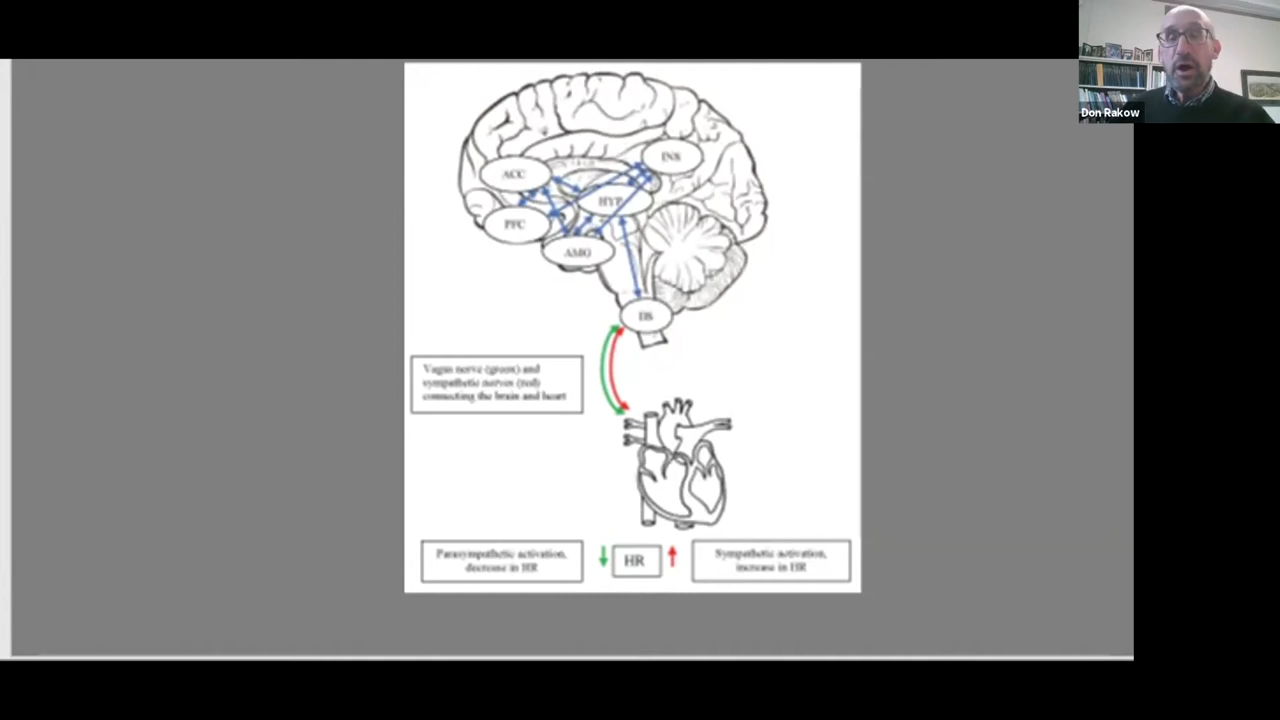 Don Rakow
INS
ACC
HYP
PFC
AMG
Vagus nerve (green) and
sympathetic nerves (red)
connecting the brain and heart
Parasympathetic activation,
decrease in HR
HR
Sympathetic activation,
increase in HR